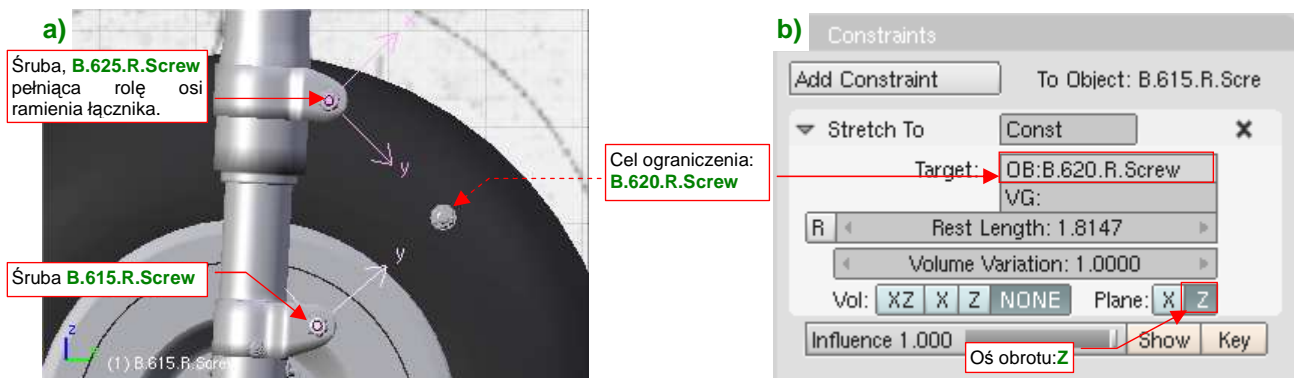 a)
Śruba, B.625.R.Screw
pełniąca rolę osi
ramienia łącznika.
x
y
Cel ograniczenia:
B.620.R.Screw
y
Śruba B.615.R.Screw
z
(1) B.615.R.Screw
b)
Constraints
Add Constraint To Object: B.615.R.Scre
Stretch To Const
Target: OB:B.620.R.Screw
VG:
R Rest Length: 1.8147
Volume Variation: 1.0000
Vol: XZ X Z NONE Plane: X Z
Influence 1.000 Show Key
Oś obrotu:Z